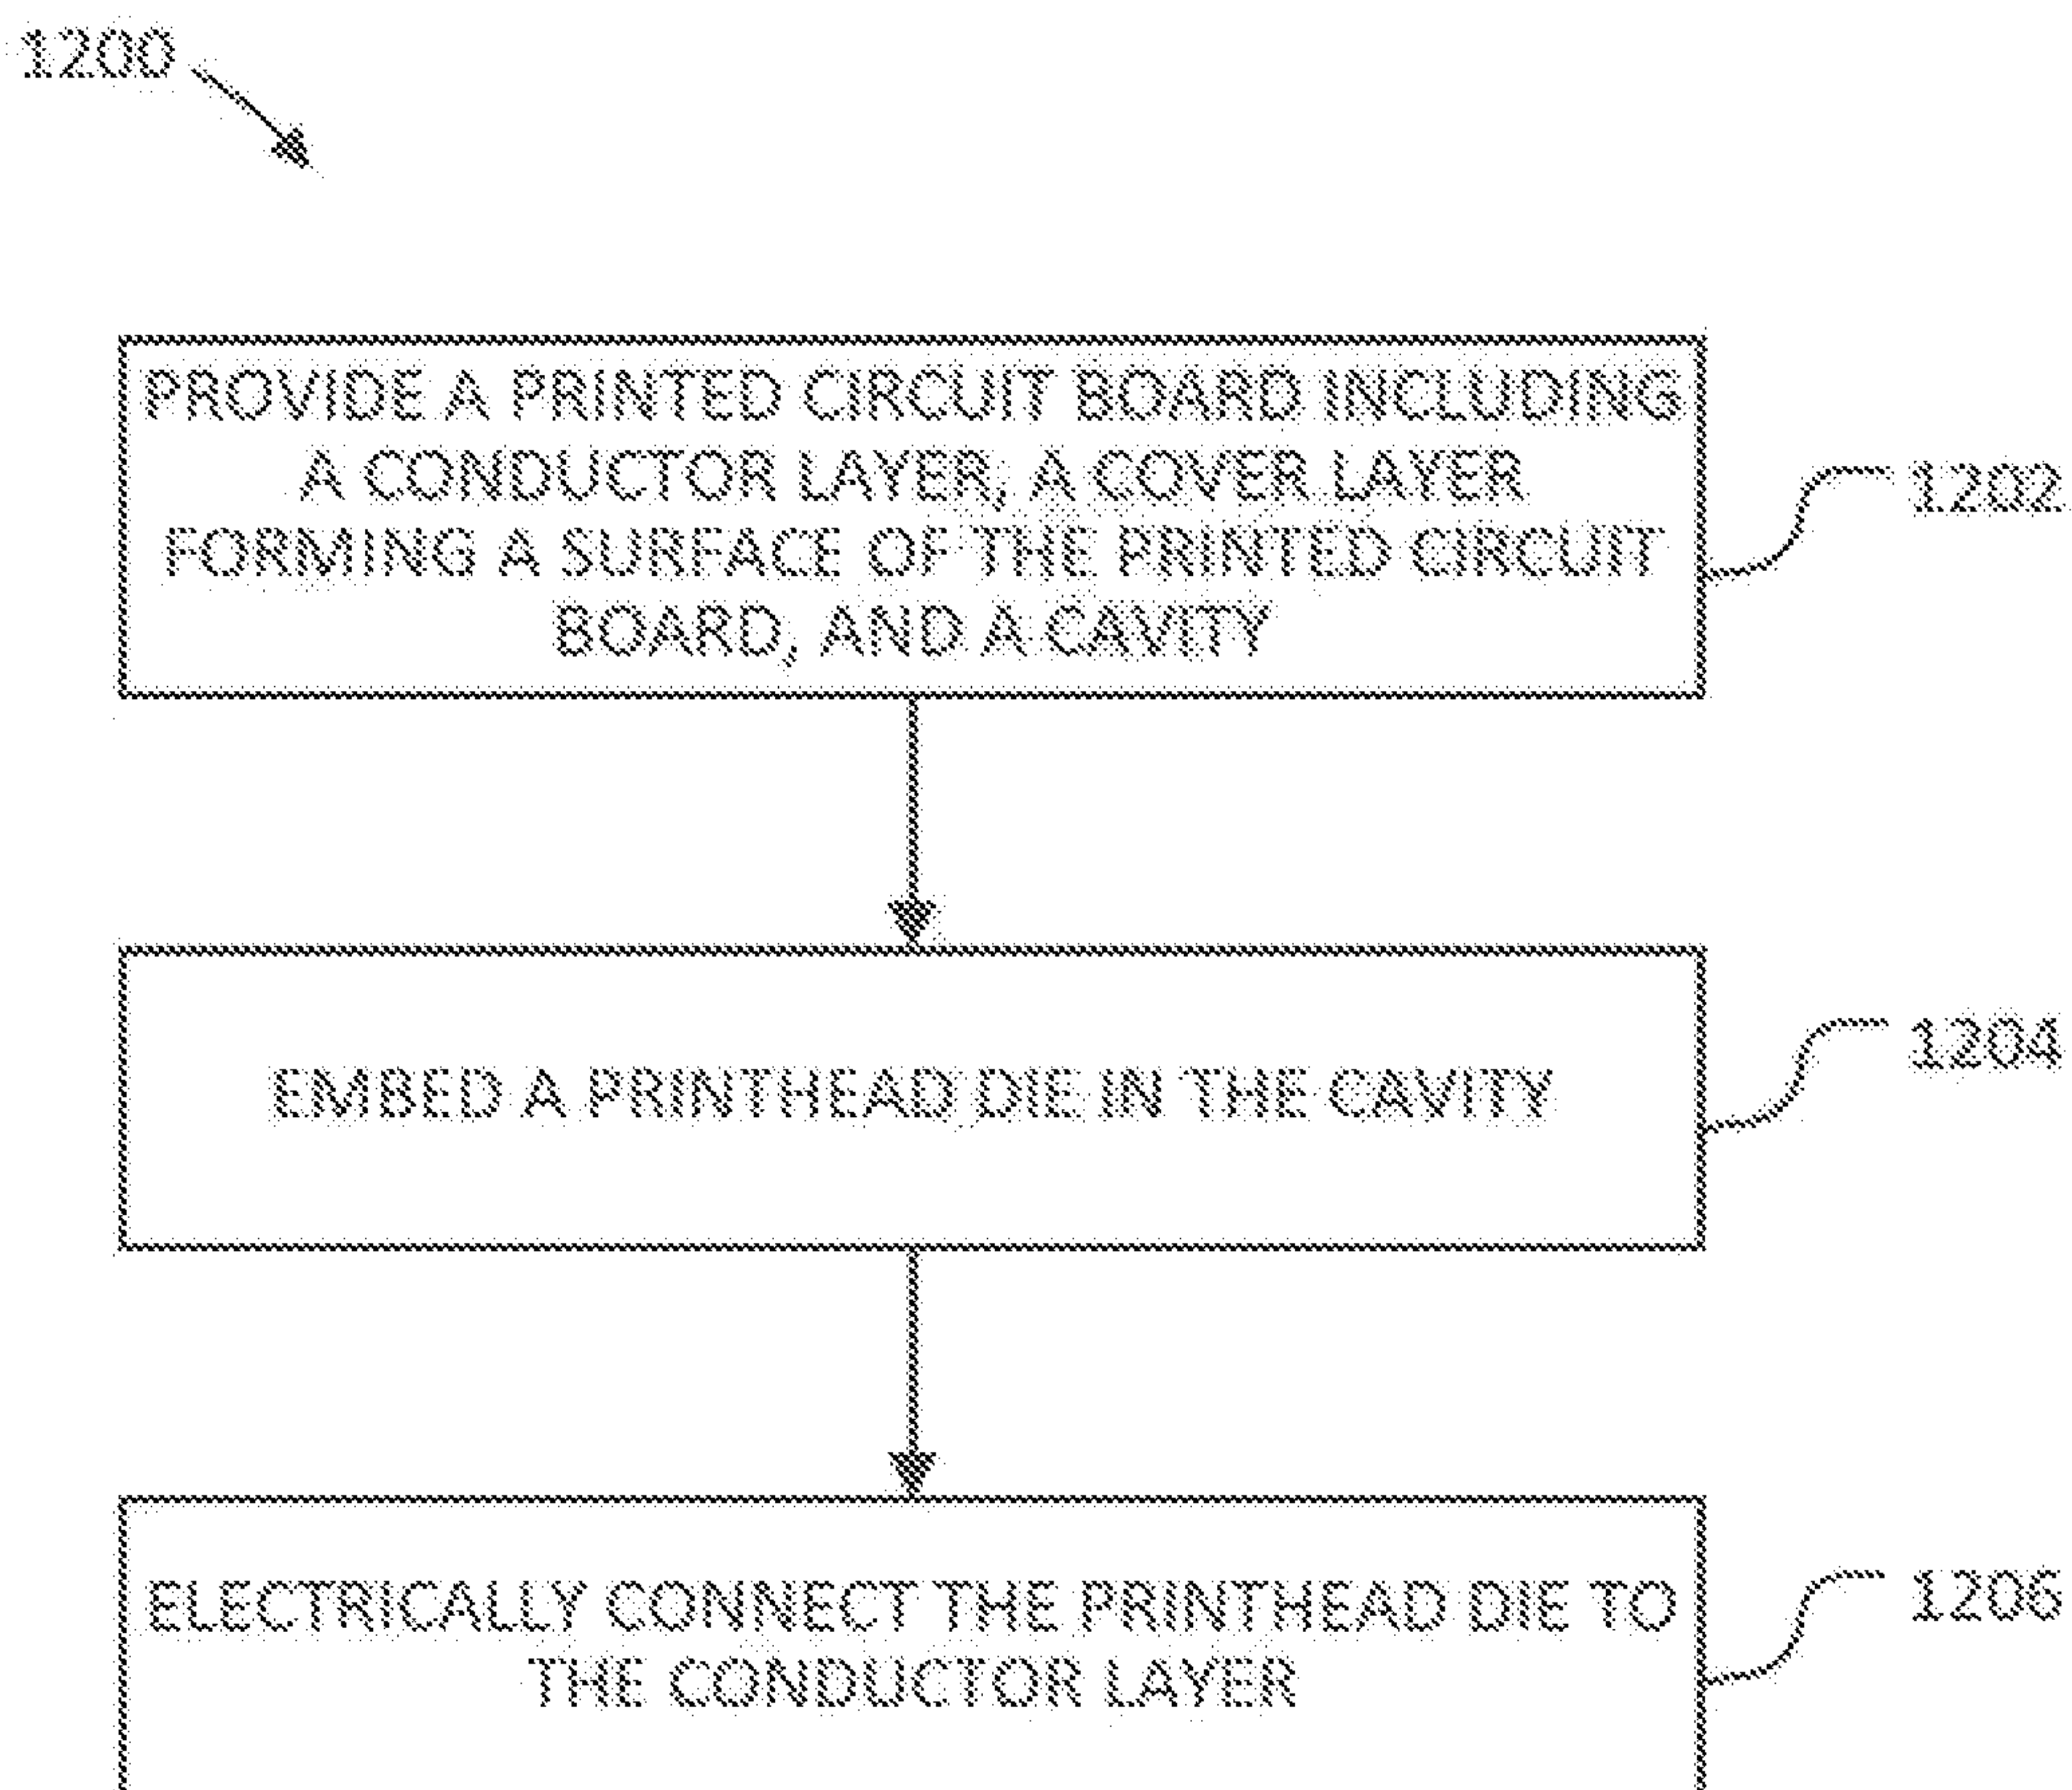 1200
PROVIDE A PRINTED CIRCUIT BOARD INCLUDING
A CONDUCTOR LAYER, A COVER LAYER
FORMING A SURFACE OF THE PRINTED CIRCUIT
BOARD, AND A CAVITY
1202
EMBED A PRINTHEAD DIE IN THE CAVITY
1204
ELECTRICALLY CONNECT THE PRINTHEAD DIE TO
THE CONDUCTOR LAYER
1206